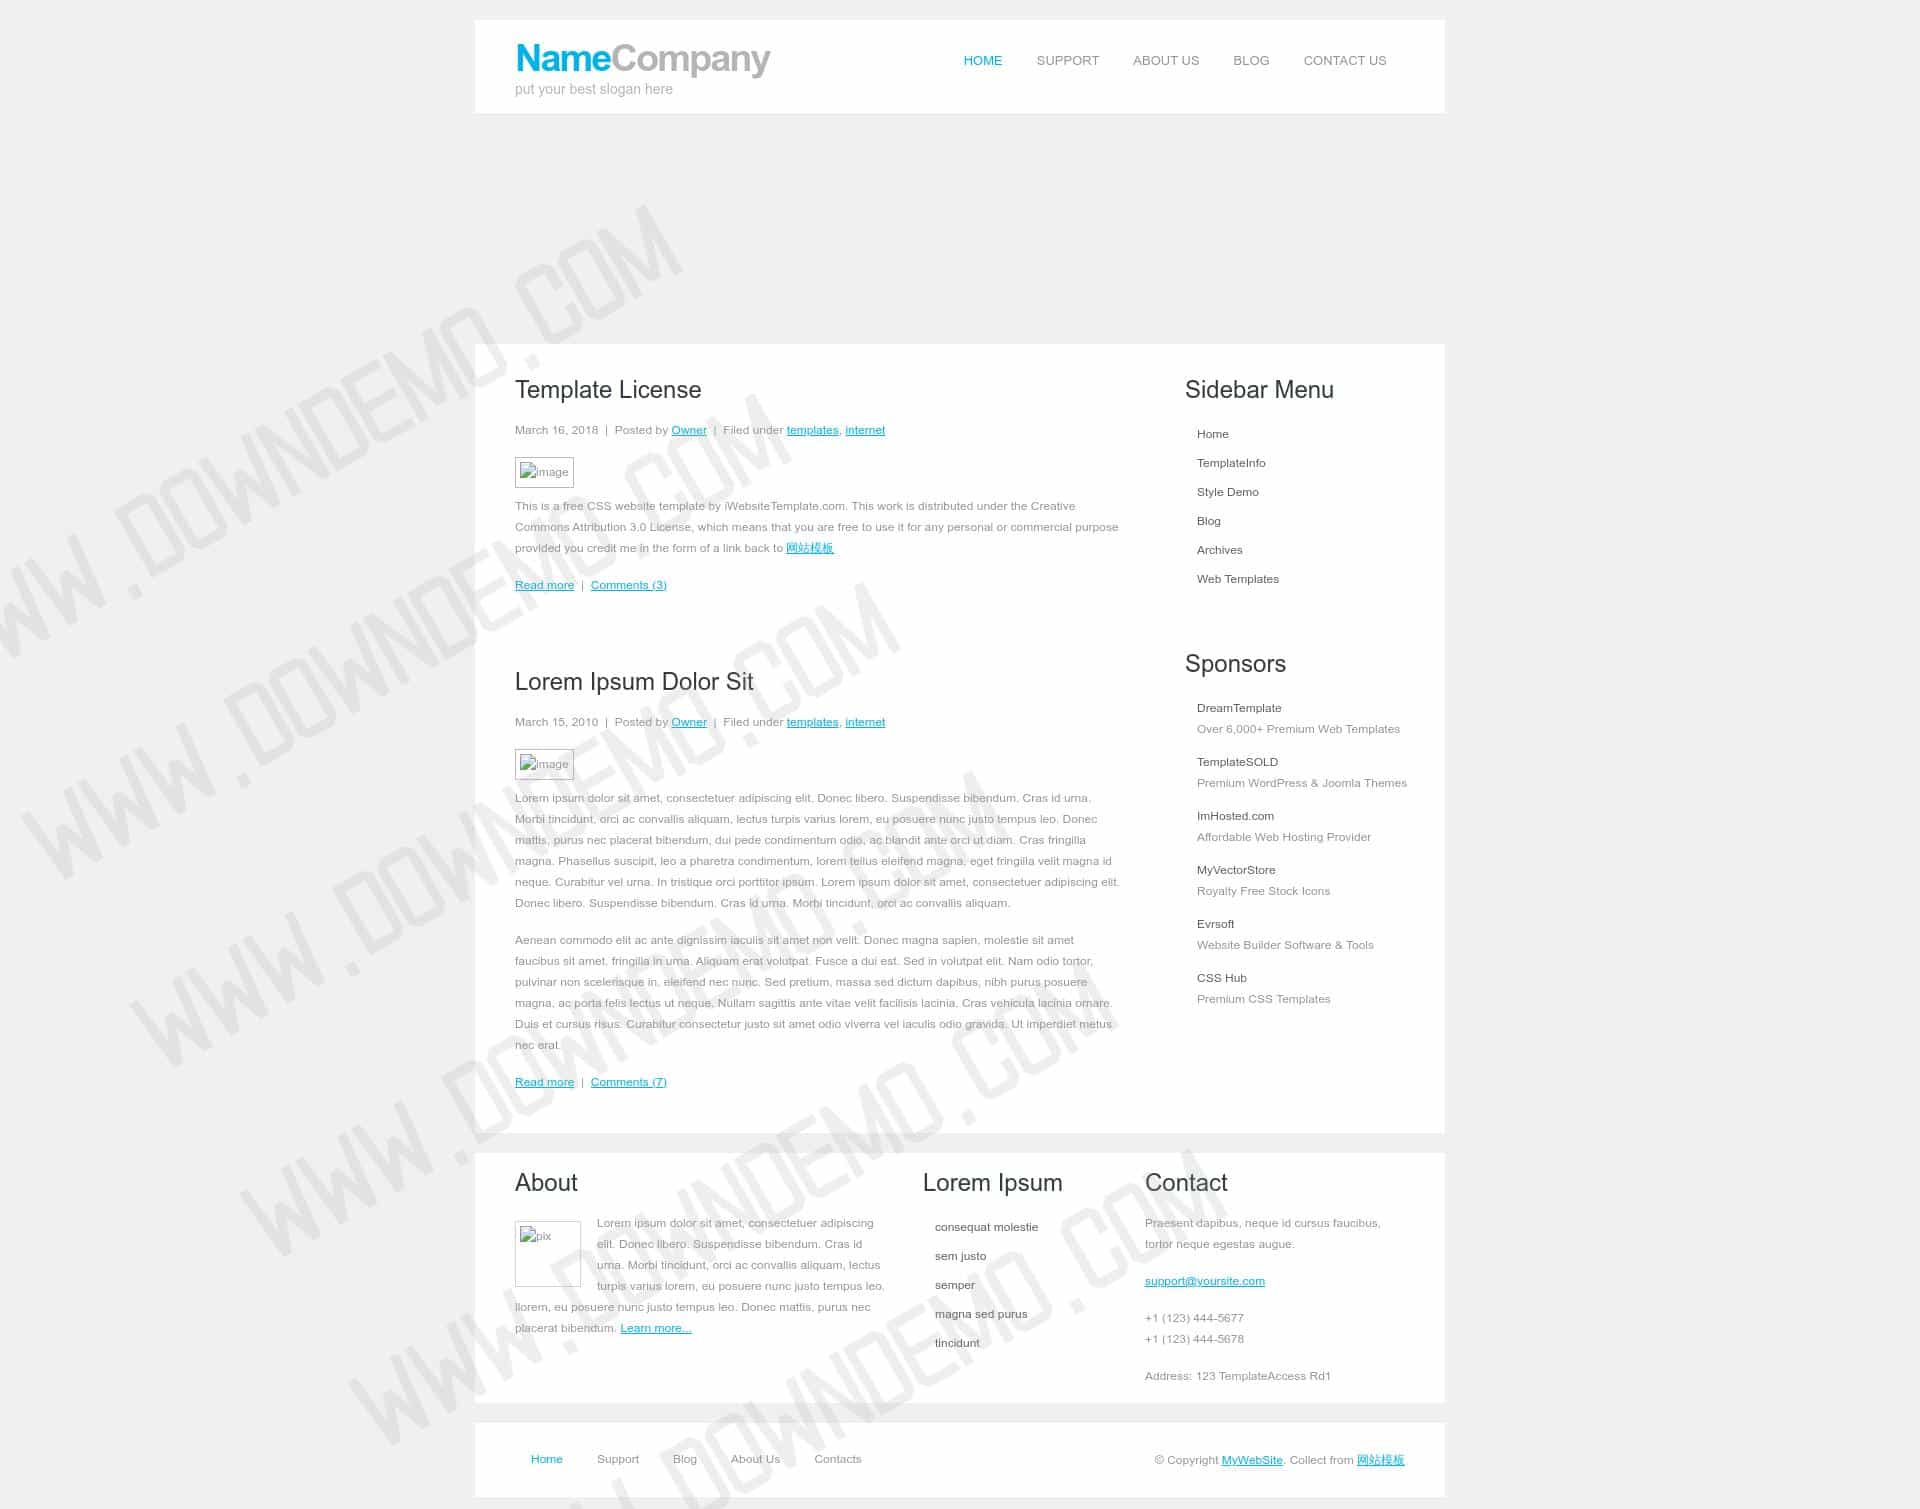 NameCompany
put your best slogan here
HOME SUPPORT ABOUT US BLOG CONTACT US
Template License
March 16, 2018 | Posted by Owner | Filed under templates, internet
image
This is a free CSS website template by iWebsiteTemplate.com. This work is distributed under the Creative
Commons Attribution 3.0 License, which means that you are free to use it for any personal or commercial purpose
provided you credit me in the form of a link back to 网站模板
Read more | Comments (3)
Lorem Ipsum Dolor Sit
March 15, 2010 | Posted by Owner | Filed under templates, internet
image
Lorem ipsum dolor sit amet, consectetuer adipiscing elit. Donec libero. Suspendisse bibendum. Cras id urna.
Morbi tincidunt, orci ac convallis aliquam, lectus turpis varius lorem, eu posuere nunc justo tempus leo. Donec
mattis, purus nec placerat bibendum, dui pede condimentum odio, ac blandit ante orci ut diam. Cras fringilla
magna. Phasellus suscipit, leo a pharetra condimentum, lorem tellus eleifend magna, eget fringilla velit magna id
neque. Curabitur vel urna. In tristique orci porttitor ipsum. Lorem ipsum dolor sit amet, consectetuer adipiscing elit.
Donec libero. Suspendisse bibendum. Cras id urna. Morbi tincidunt, orci ac convallis aliquam.
Aenean commodo elit ac ante dignissim iaculis sit amet non velit. Donec magna sapien, molestie sit amet
faucibus sit amet, fringilla in urna. Aliquam erat volutpat. Fusce a dui est. Sed in volutpat elit. Nam odio tortor,
pulvinar non scelerisque in, eleifend nec nunc. Sed pretium, massa sed dictum dapibus, nibh purus posuere
magna, ac porta felis lectus ut neque. Nullam sagittis ante vitae velit facilisis lacinia. Cras vehicula lacinia ornare.
Duis et cursus risus. Curabitur consectetur justo sit amet odio viverra vel iaculis odio gravida. Ut imperdiet metus
nec erat.
Read more | Comments (7)
Sidebar Menu
Home
TemplateInfo
Style Demo
Blog
Archives
Web Templates
Sponsors
DreamTemplate
Over 6,000+ Premium Web Templates
TemplateSOLD
Premium WordPress & Joomla Themes
ImHosted.com
Affordable Web Hosting Provider
MyVectorStore
Royalty Free Stock Icons
Evrsoft
Website Builder Software & Tools
CSS Hub
Premium CSS Templates
About
pix
Lorem ipsum dolor sit amet, consectetuer adipiscing
elit. Donec libero. Suspendisse bibendum. Cras id
urna. Morbi tincidunt, orci ac convallis aliquam, lectus
turpis varius lorem, eu posuere nunc justo tempus leo.
llorem, eu posuere nunc justo tempus leo. Donec mattis, purus nec
placerat bibendum. Learn more...
Lorem Ipsum
consequat molestie
sem justo
semper
magna sed purus
tincidunt
Contact
Praesent dapibus, neque id cursus faucibus,
tortor neque egestas augue.
support@yoursite.com
+1 (123) 444-5677
+1 (123) 444-5678
Address: 123 TemplateAccess Rd1
Home Support Blog About Us Contacts
© Copyright MyWebSite. Collect from 网站模板
WW.DOWNDEMO.COM
WWW.DOWNDEMO.COM
WWW.DOWNDEMO.COM
WWW.DOWNDEMO.COM
WWW.DOWNDEMO.COM
W.DOWNDEMO.COM